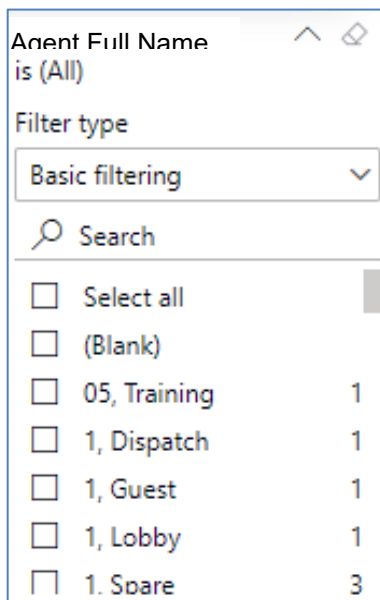 Agent Full Name
is (All)
Filter type
Basic filtering
Search
Select all
(Blank)
05, Training 1
1, Dispatch 1
1, Guest 1
1, Lobby 1
1, Spare 3